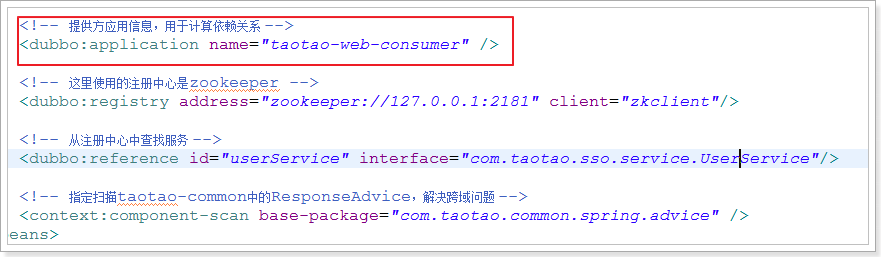 <!-- 提供方应用信息，用于计算依赖关系 -->
<dubbo:application name="taotao-web-consumer" />
<!-- 这里使用的注册中心是zookeeper -->
<dubbo:registry address="zookeeper://127.0.0.1:2181" client="zkclient"/>
<!-- 从注册中心中查找服务 -->
<dubbo:reference id="userService" interface="com.taotao.sso.service.UserService"/>
<!-- 指定扫描taotao-common中的ResponseAdvice，解决跨域问题 -->
<context:component-scan base-package="com.taotao.common.spring.advice" />
eans>